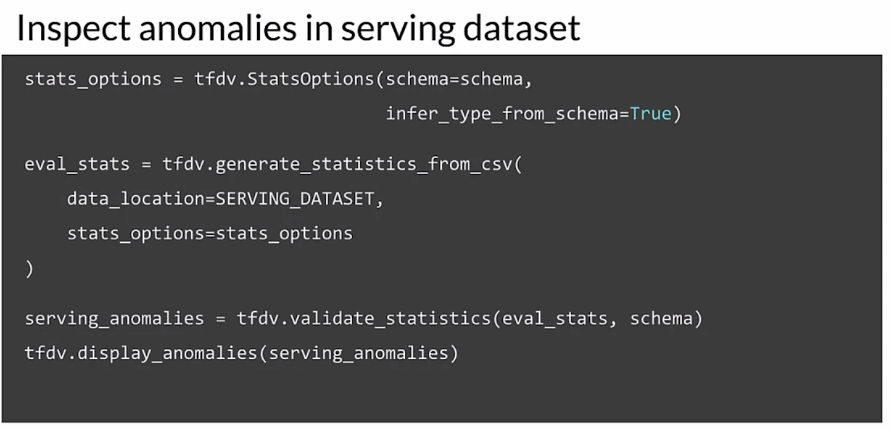 Inspect anomalies in serving dataset
stats_options = tfdv.StatsOptions(schema=schema,
infer_type_from_schema=True)
eval_stats = tfdv.generate_statistics_from_csv(
data_location=SERVING_DATASET,
stats_options=stats_options
)
serving_anomalies = tfdv.validate_statistics(eval_stats, schema)
tfdv.display_anomalies(serving_anomalies)